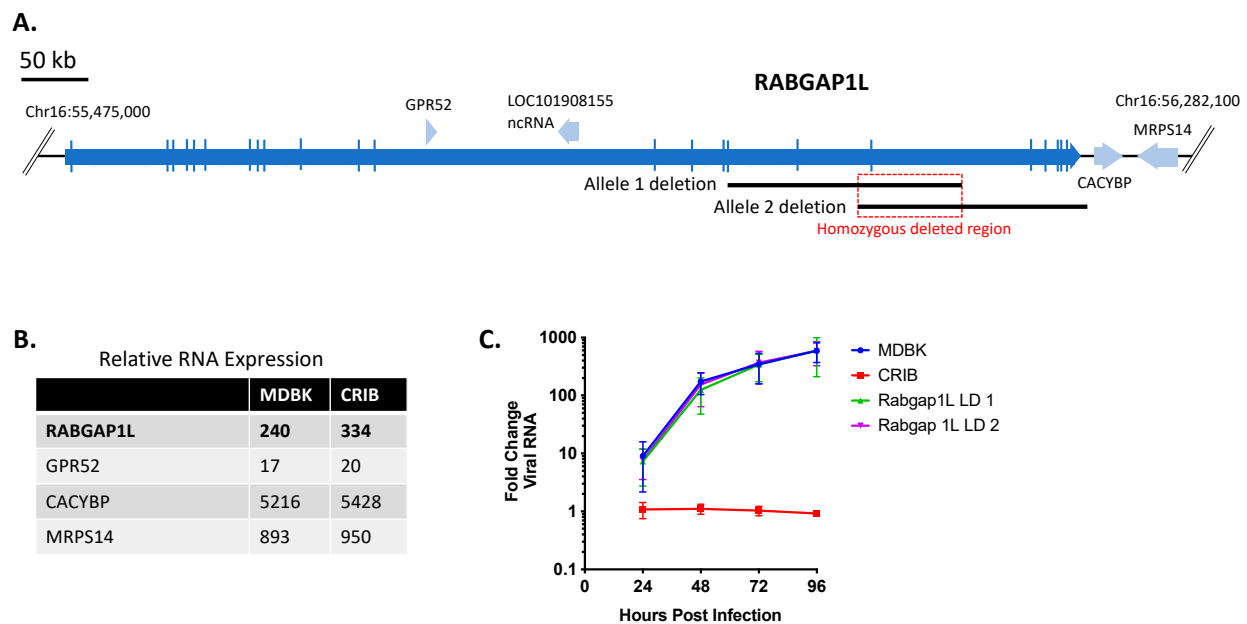 A.
50 kb
RABGAP1L
Chr16:55,475,000
GPR52
LOC101908155
ncRNA
Chr16:56,282,100
MRPS14
CACYBP
Allele 1 deletion
Allele 2 deletion
Homozygous deleted region
B.
Relative RNA Expression
MDBK CRIB
RABGAP1L 240 334
GPR52 17 20
CACYBP 5216 5428
MRPS14 893 950
C.
Fold Change
Viral RNA
1000
100
10
1
0.1
0 24 48 72 96
Hours Post Infection
MDBK
CRIB
Rabgap1L LD 1
Rabgap 1L LD 2